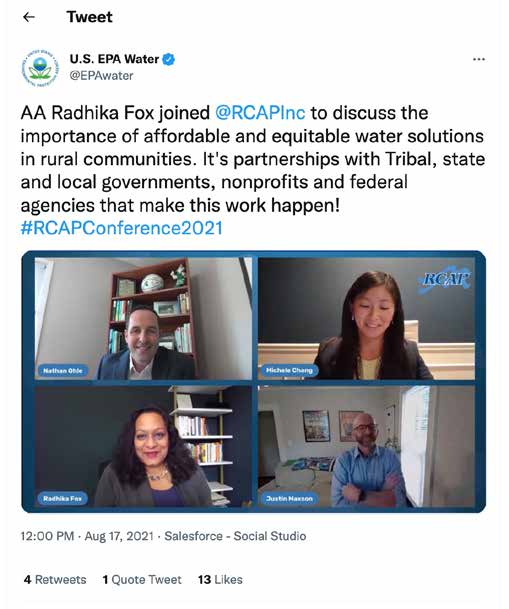 Tweet
U.S. EPA Water
@EPAwater
AA Radhika Fox joined @RCAPInc to discuss the
importance of affordable and equitable water solutions
in rural communities. It's partnerships with Tribal, state
and local governments, nonprofits and federal
agencies that make this work happen!
#RCAPConference2021
RCAP
Nathan Ohle
Michele Chang
Radhika Fox
Justin Maxson
12:00 PM · Aug 17, 2021 · Salesforce - Social Studio
4 Retweets 1 Quote Tweet 13 Likes